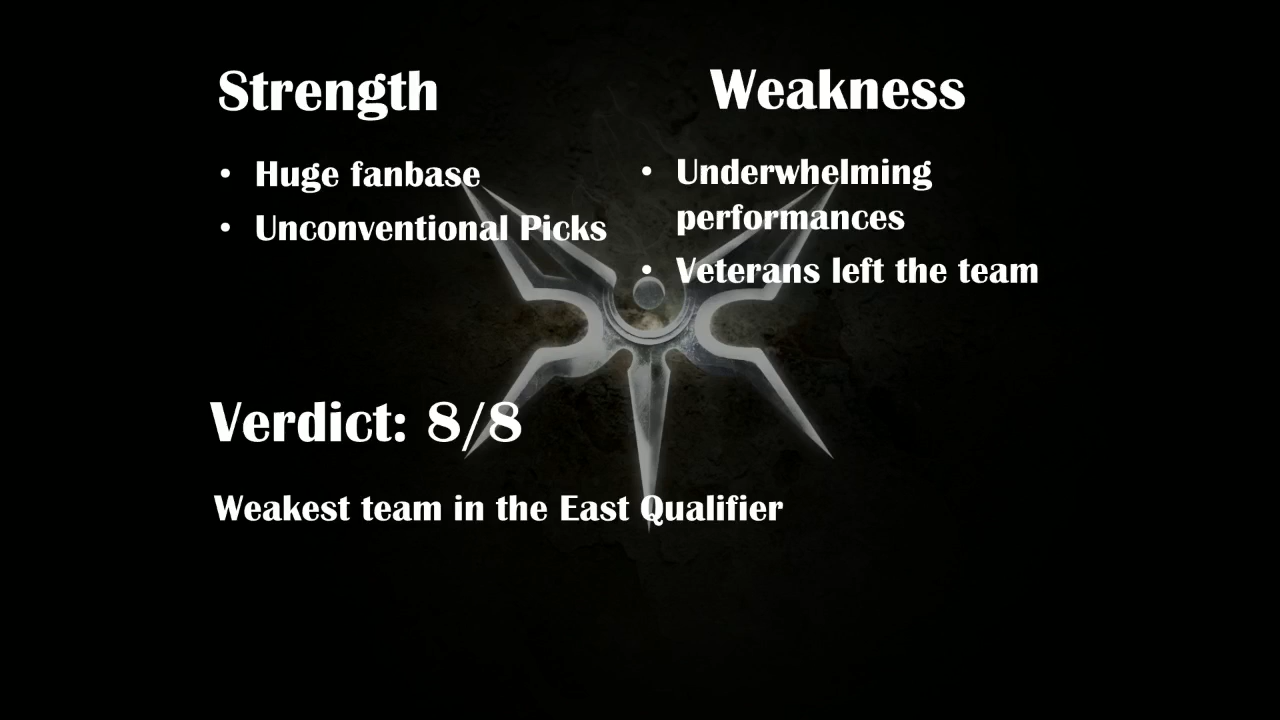 Strength
• Huge fanbase
• Unconventional Picks
Weakness
• Underwhelming
performances
• Veterans left the team
Verdict: 8/8
Weakest team in the East Qualifier